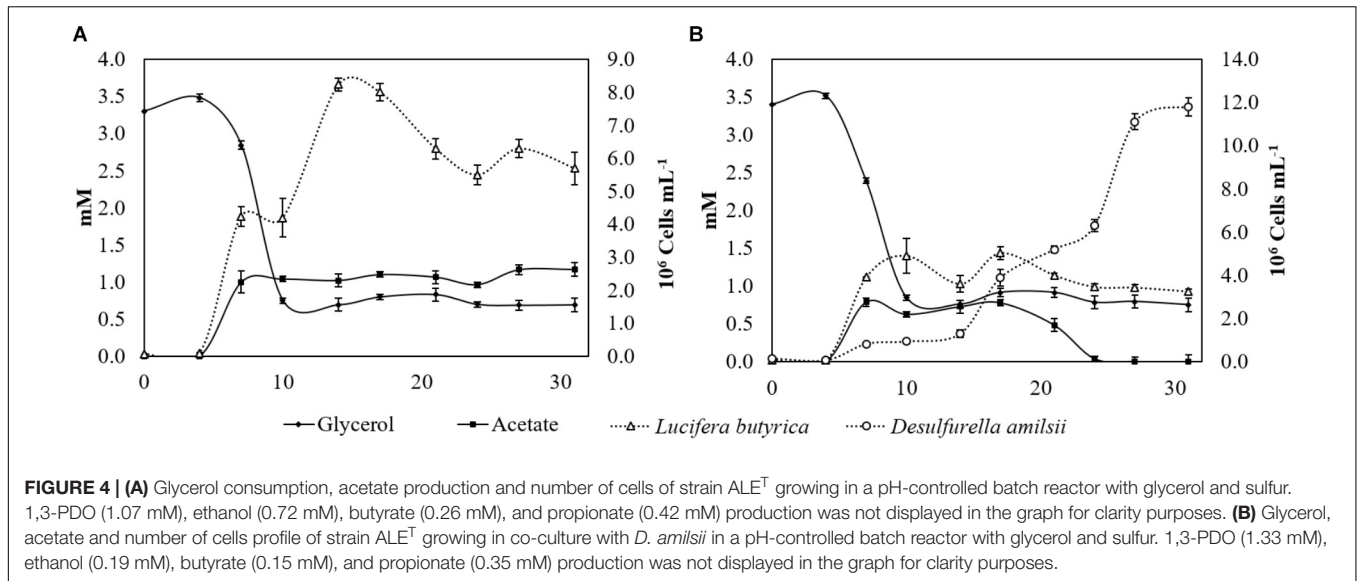 A
B
4.0
3.5
3.0
2.5
2.0
1.5
1.0
0.5
0.0
mM
9.0
8.0
7.0
6.0
5.0
4.0
3.0
2.0
1.0
0.0
10⁶ Cells mL⁻¹
0 10 20 30
4.0
3.5
3.0
2.5
2.0
1.5
1.0
0.5
0.0
mM
14.0
12.0
10.0
8.0
6.0
4.0
2.0
0.0
10⁶ Cells mL⁻¹
0 10 20 30
Glycerol Acetate Lucifera butyrica Desulfurella amilsii
FIGURE 4 | (A) Glycerol consumption, acetate production and number of cells of strain ALEᵀ growing in a pH-controlled batch reactor with glycerol and sulfur.
1,3-PDO (1.07 mM), ethanol (0.72 mM), butyrate (0.26 mM), and propionate (0.42 mM) production was not displayed in the graph for clarity purposes. (B) Glycerol,
acetate and number of cells profile of strain ALEᵀ growing in co-culture with D. amilsii in a pH-controlled batch reactor with glycerol and sulfur. 1,3-PDO (1.33 mM),
ethanol (0.19 mM), butyrate (0.15 mM), and propionate (0.35 mM) production was not displayed in the graph for clarity purposes.